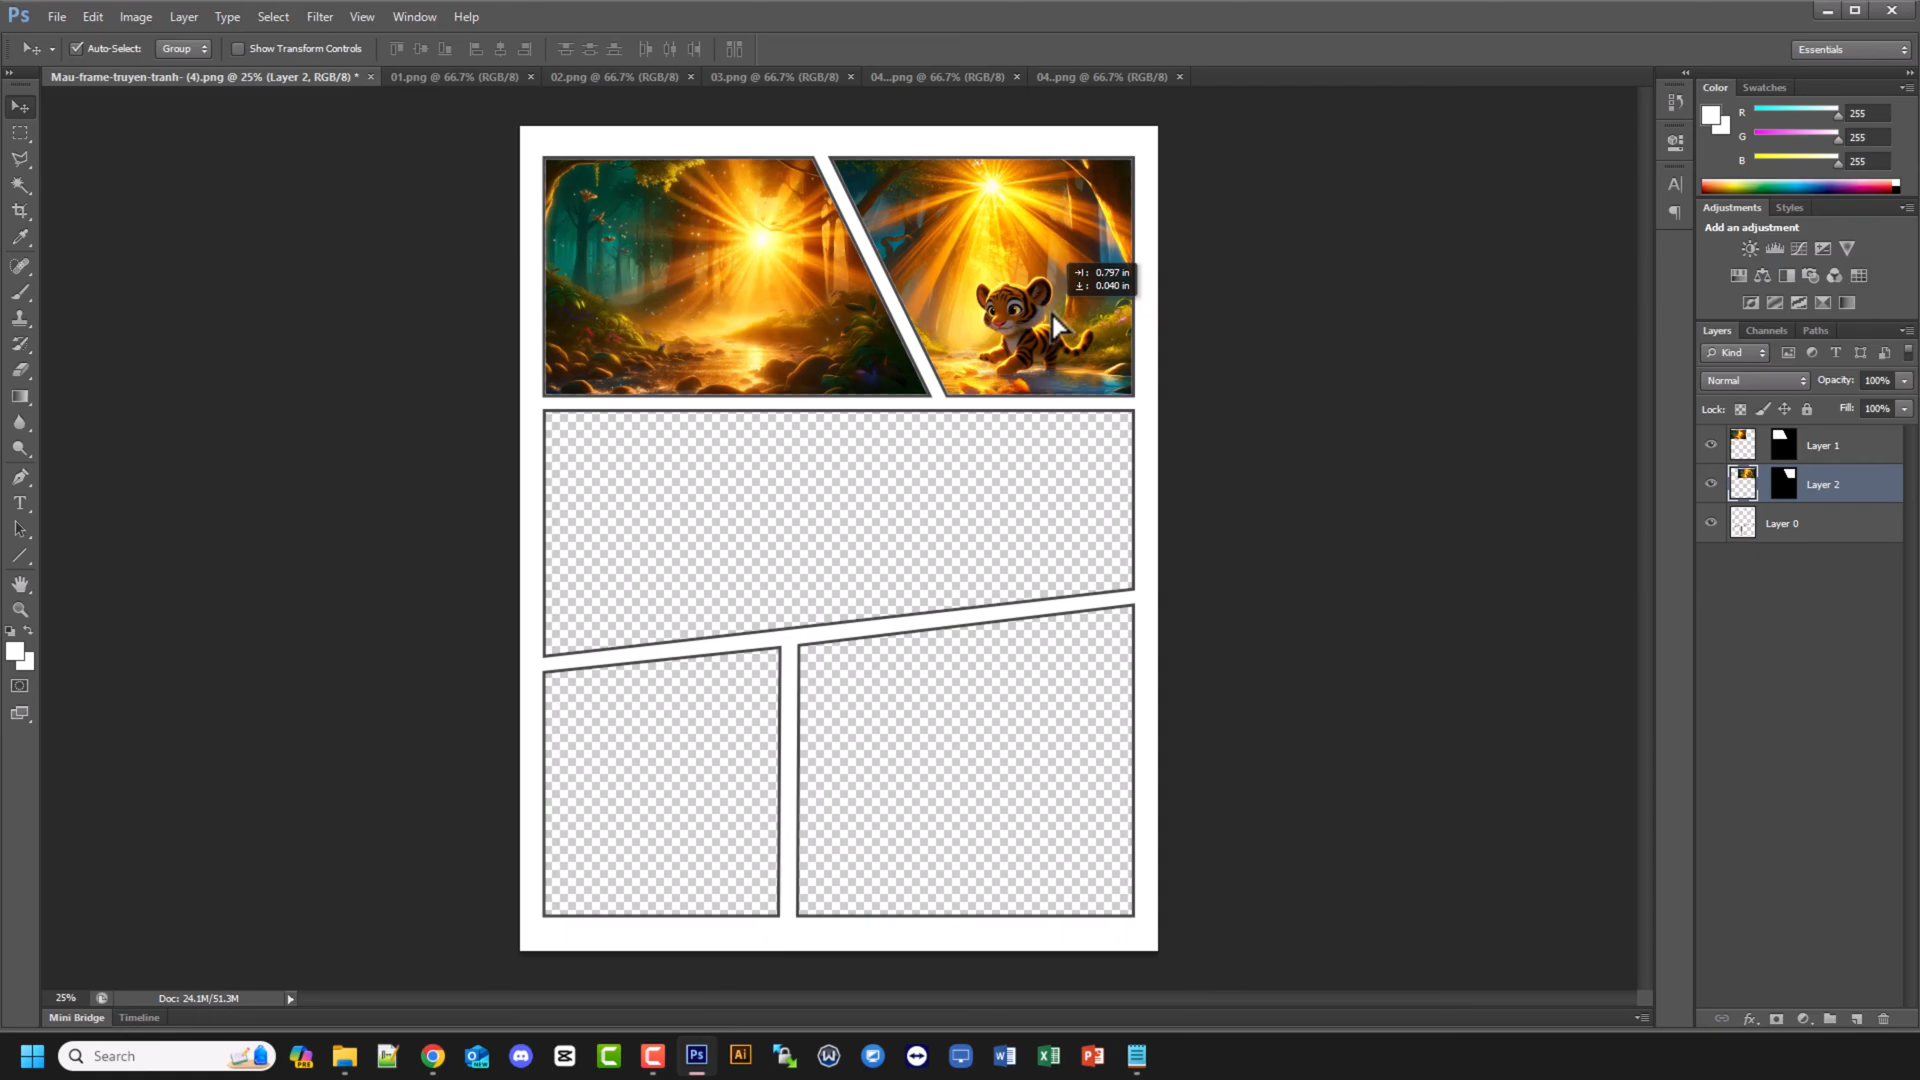 Ps File Edit Image Layer Type Select Filter 3D View Window Help
Auto-Select: Group Show Transform Controls Essentials
Mau-frame-truyen-tranh- (4).png @ 25% (Layer 2, RGB/8) * × 01.png @ 66.7% (RGB/8) × 02.png @ 66.7% (RGB/8) × 03.png @ 66.7% (RGB/8) × 04...png @ 66.7% (RGB/8) × 04..png @ 66.7% (RGB/8) ×
Color Swatches
R 255
G 255
B 255
Adjustments Styles
Add an adjustment
0.797 in
0.040 in
Layers Channels Paths
Kind
Normal Opacity: 100%
Lock: Fill: 100%
Layer 1
Layer 2
Layer 0
25% Doc: 24.1M/51.3M
Mini Bridge Timeline
Search PRE NEW Ps Ai